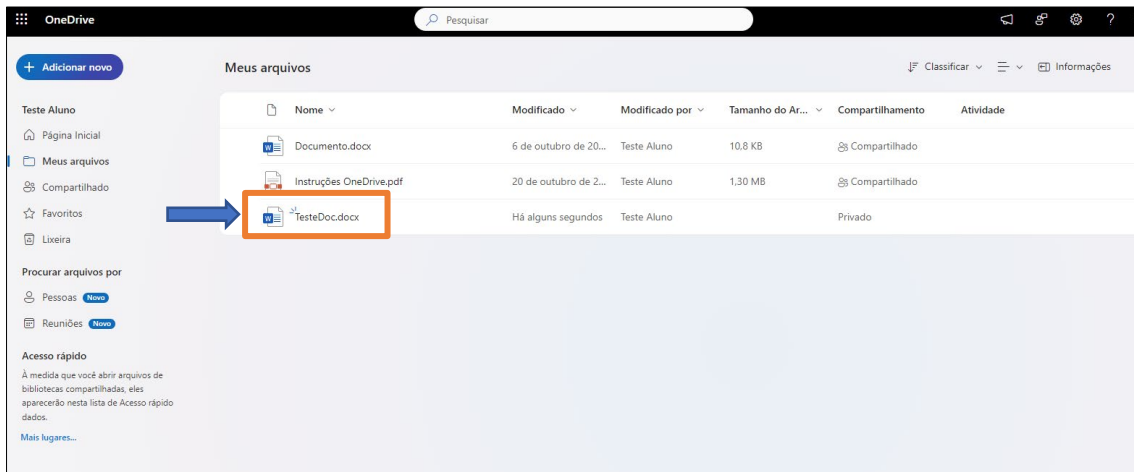 OneDrive
Pesquisar
?
+ Adicionar novo
Meus arquivos
Classificar
Informações
Teste Aluno
Página Inicial
Meus arquivos
Compartilhado
Favoritos
Lixeira
Procurar arquivos por
Pessoas Novo
Reuniões Novo
Acesso rápido
À medida que você abrir arquivos de
bibliotecas compartilhadas, eles
aparecerão nesta lista de Acesso rápido
dados.
Mais lugares...
Nome Modificado Modificado por Tamanho do Ar... Compartilhamento Atividade
W Documento.docx 6 de outubro de 20... Teste Aluno 10.8 KB Compartilhado
Instruções OneDrive.pdf 20 de outubro de 2... Teste Aluno 1,30 MB Compartilhado
W TesteDoc.docx Há alguns segundos Teste Aluno Privado